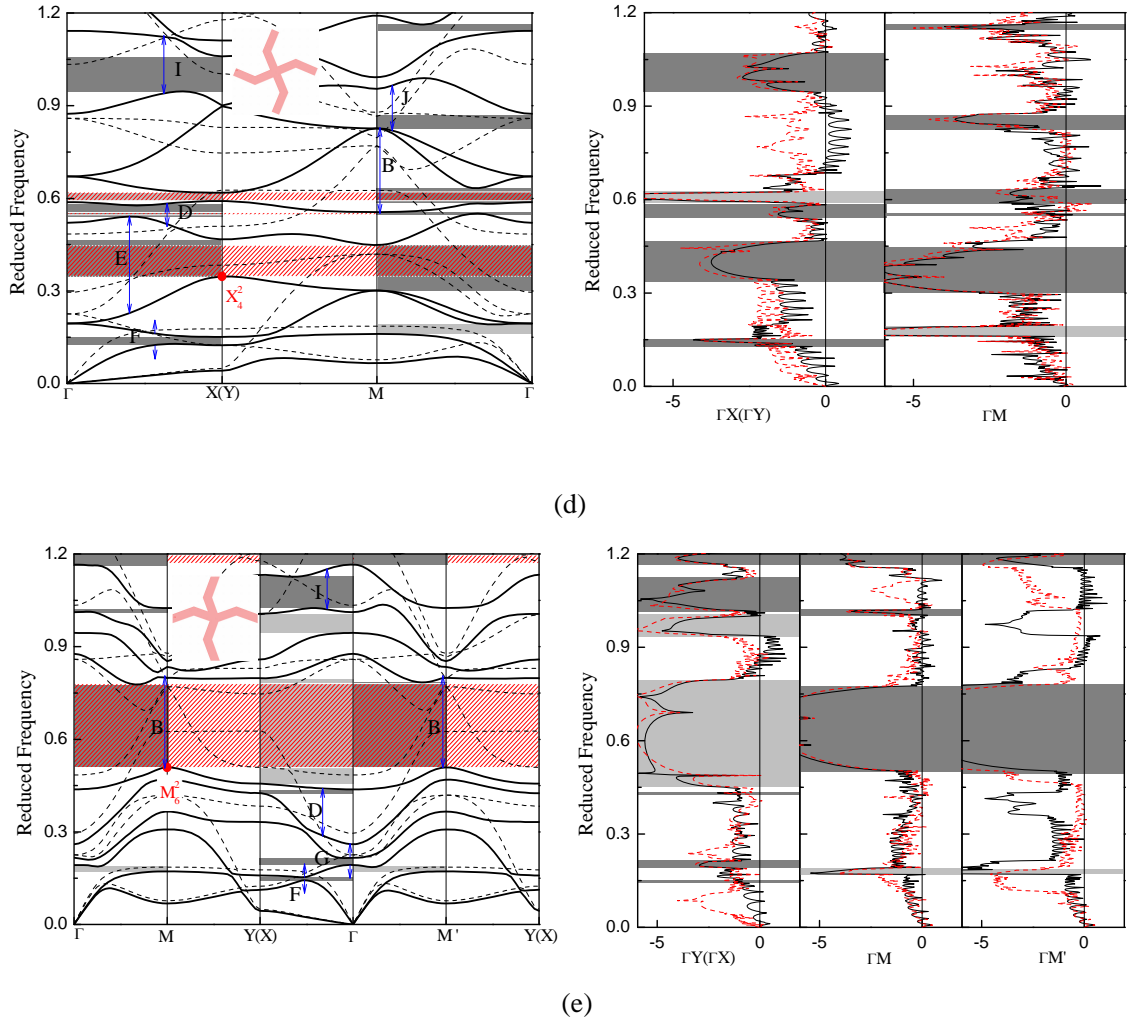 1.2
0.9
0.6
0.3
0.0
Reduced Frequency
I
J
B
D
E
F
X₄²
Γ
X(Y)
M
Γ
1.2
0.9
0.6
0.3
0.0
Reduced Frequency
-5
0
-5
0
ΓX(ΓY)
ΓM
(d)
1.2
0.9
0.6
0.3
0.0
Reduced Frequency
I
B
B
M₆²
D
G
F
Γ
M
Y(X)
Γ
M'
Y(X)
1.2
0.9
0.6
0.3
0.0
Reduced Frequency
-5
0
-5
0
-5
0
ΓY(ΓX)
ΓM
ΓM'
(e)